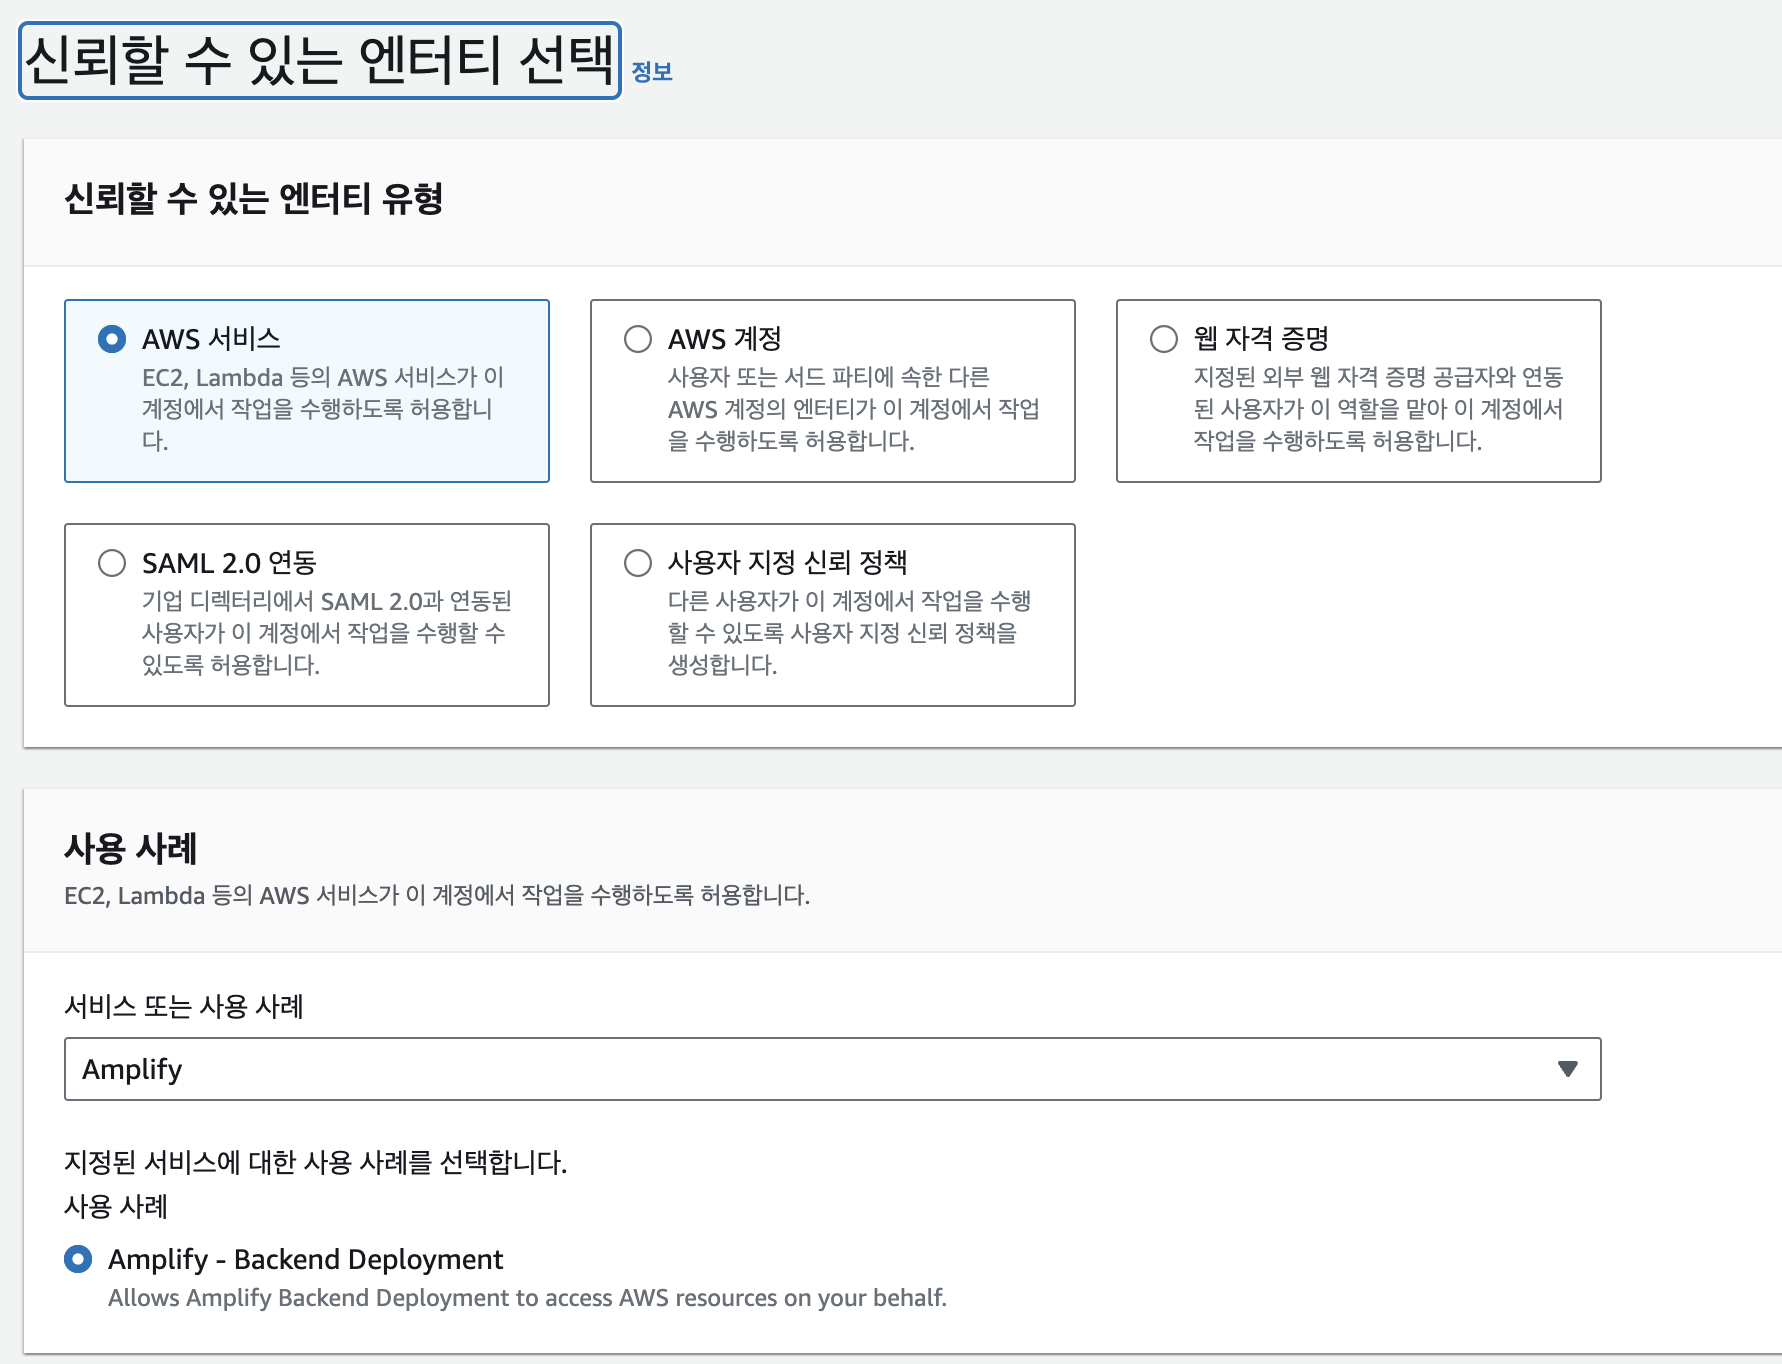 신뢰할 수 있는 엔터티 선택 정보
신뢰할 수 있는 엔터티 유형
AWS 서비스
EC2, Lambda 등의 AWS 서비스가 이
계정에서 작업을 수행하도록 허용합니
다.
AWS 계정
사용자 또는 서드 파티에 속한 다른
AWS 계정의 엔터티가 이 계정에서 작업
을 수행하도록 허용합니다.
웹 자격 증명
지정된 외부 웹 자격 증명 공급자와 연동
된 사용자가 이 역할을 맡아 이 계정에서
작업을 수행하도록 허용합니다.
SAML 2.0 연동
기업 디렉터리에서 SAML 2.0과 연동된
사용자가 이 계정에서 작업을 수행할 수
있도록 허용합니다.
사용자 지정 신뢰 정책
다른 사용자가 이 계정에서 작업을 수행
할 수 있도록 사용자 지정 신뢰 정책을
생성합니다.
사용 사례
EC2, Lambda 등의 AWS 서비스가 이 계정에서 작업을 수행하도록 허용합니다.
서비스 또는 사용 사례
Amplify
지정된 서비스에 대한 사용 사례를 선택합니다.
사용 사례
Amplify - Backend Deployment
Allows Amplify Backend Deployment to access AWS resources on your behalf.